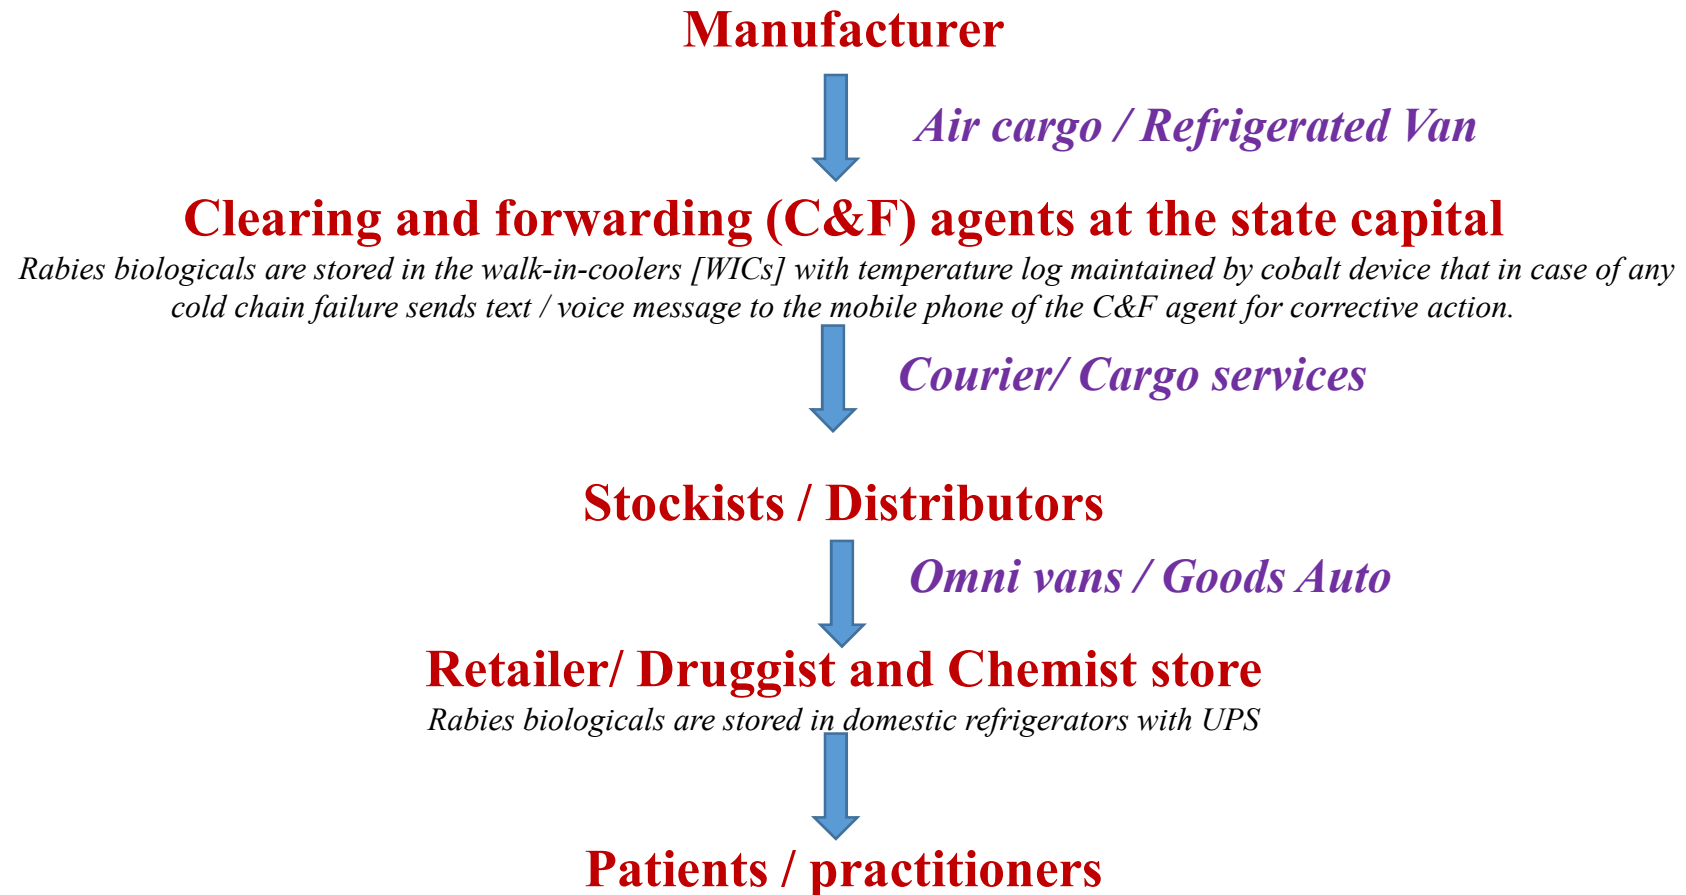 Manufacturer
Air cargo / Refrigerated Van
Clearing and forwarding (C&F) agents at the state capital
Rabies biologicals are stored in the walk-in-coolers [WICs] with temperature log maintained by cobalt device that in case of any
cold chain failure sends text / voice message to the mobile phone of the C&F agent for corrective action.
Courier/ Cargo services
Stockists / Distributors
Omni vans / Goods Auto
Retailer/ Druggist and Chemist store
Rabies biologicals are stored in domestic refrigerators with UPS
Patients / practitioners